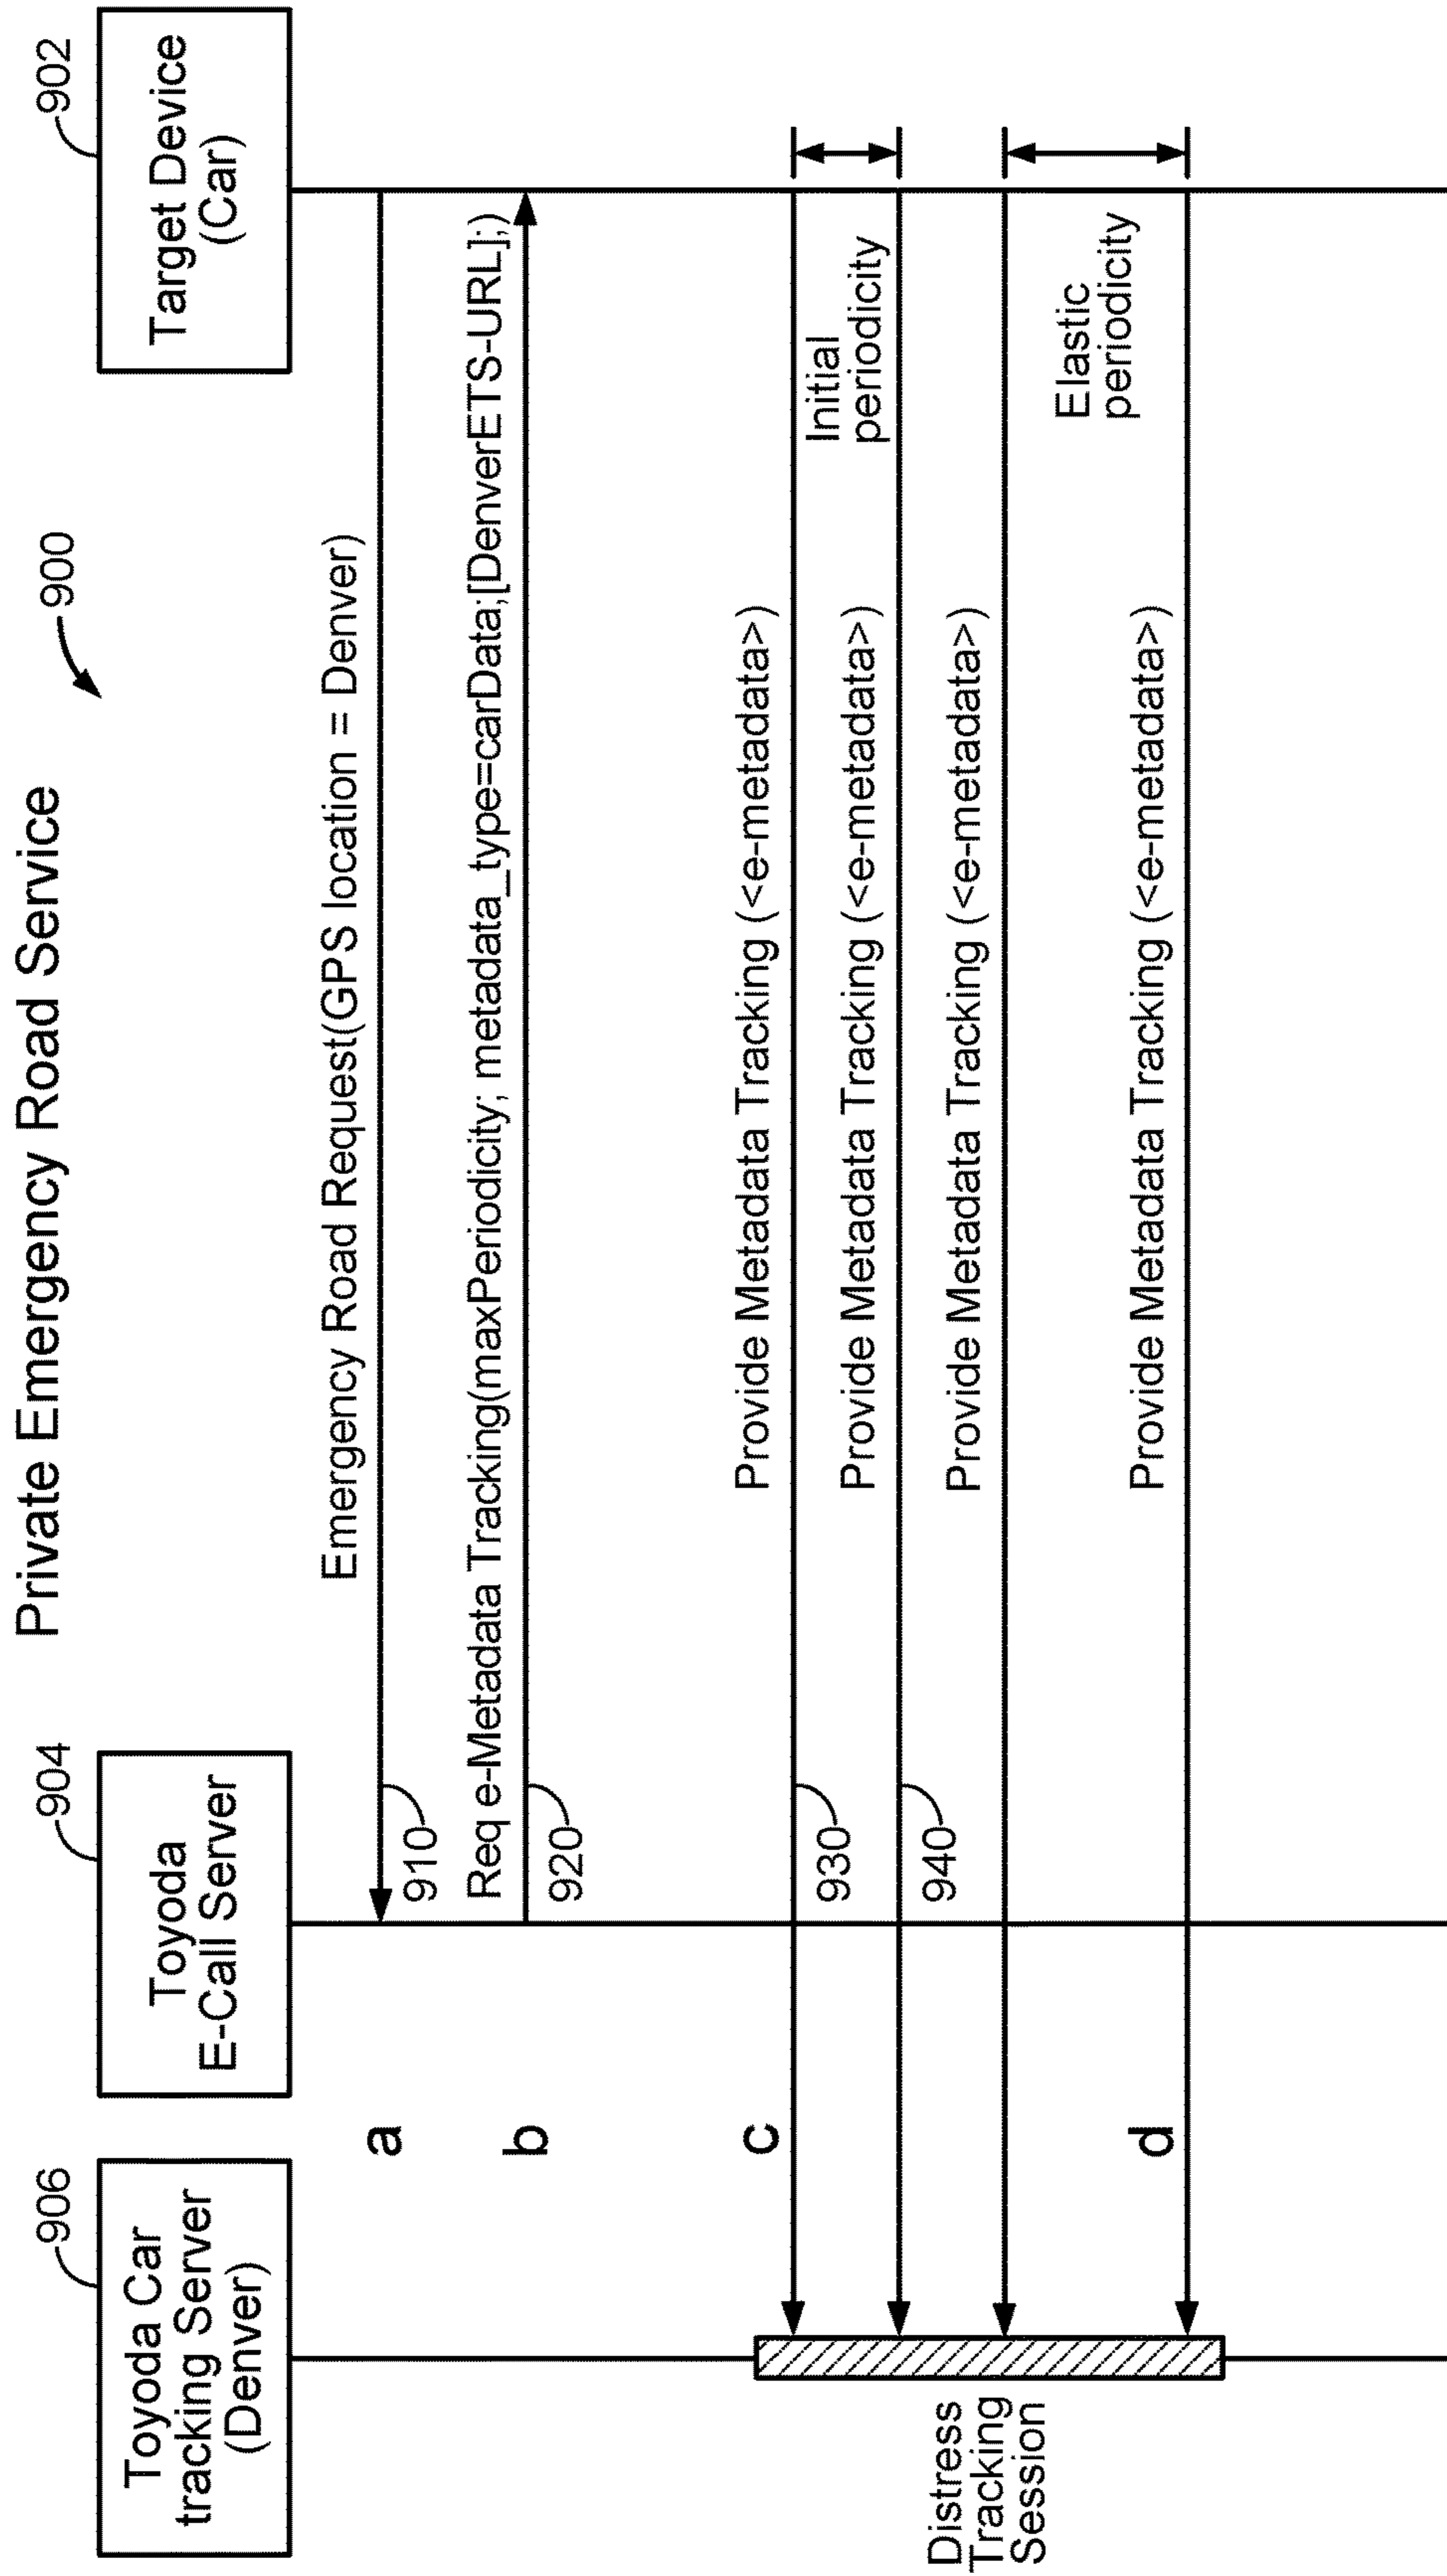 Private Emergency Road Service
900
906
904
902
Toyoda Car
tracking Server
(Denver)
Toyoda
E-Call Server
Target Device
(Car)
a
Emergency Road Request(GPS location = Denver)
910
b
Req e-Metadata Tracking(maxPeriodicity; metadata_type=carData;[DenverETS-URL];)
920
c
Provide Metadata Tracking (<e-metadata>)
930
Initial
periodicity
Provide Metadata Tracking (<e-metadata>)
940
Distress
Tracking
Session
Provide Metadata Tracking (<e-metadata>)
Elastic
periodicity
d
Provide Metadata Tracking (<e-metadata>)